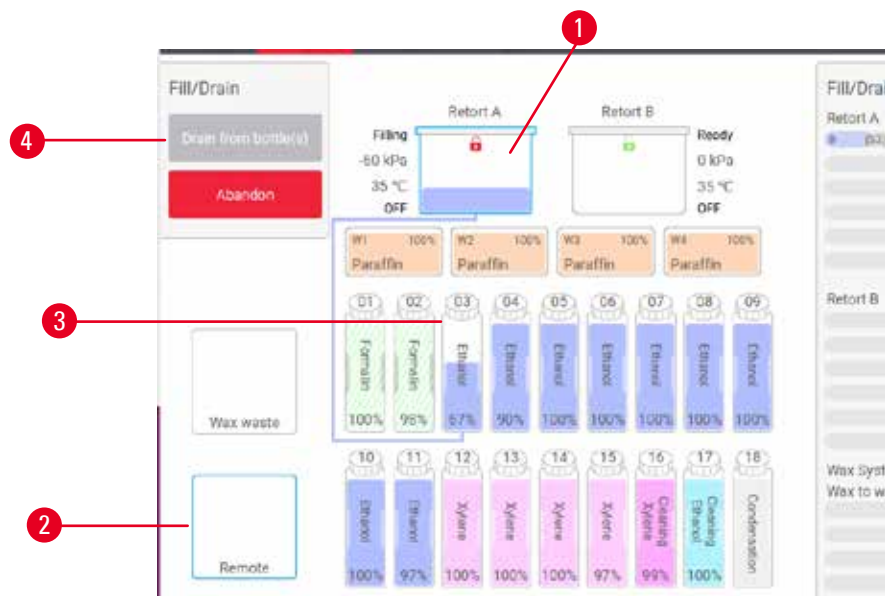 1
Fill/Drain
Fill/Drai
Retort A
Retort B
Retort A
4
Drain from bottle(s)
Filling
Ready
-60 kPa
0 kPa
Abandon
35 °C
35 °C
OFF
OFF
W1 100%
W2 100%
W3 100%
W4 100%
Paraffin
Paraffin
Paraffin
Paraffin
3
01 02 03 04 05 06 07 08 09
Retort B
Formalin
Formalin
Ethanol
Ethanol
Ethanol
Ethanol
Ethanol
Ethanol
Ethanol
100% 98% 67% 90% 100% 100% 100% 100% 100%
Wax waste
10 11 12 13 14 15 16 17 18
Wax Syst
Wax to w
2
Ethanol
Ethanol
Xylene
Xylene
Xylene
Xylene
Cleaning
Xylene
Cleaning
Ethanol
Condensation
Remote
100% 97% 100% 100% 100% 97% 99% 100%